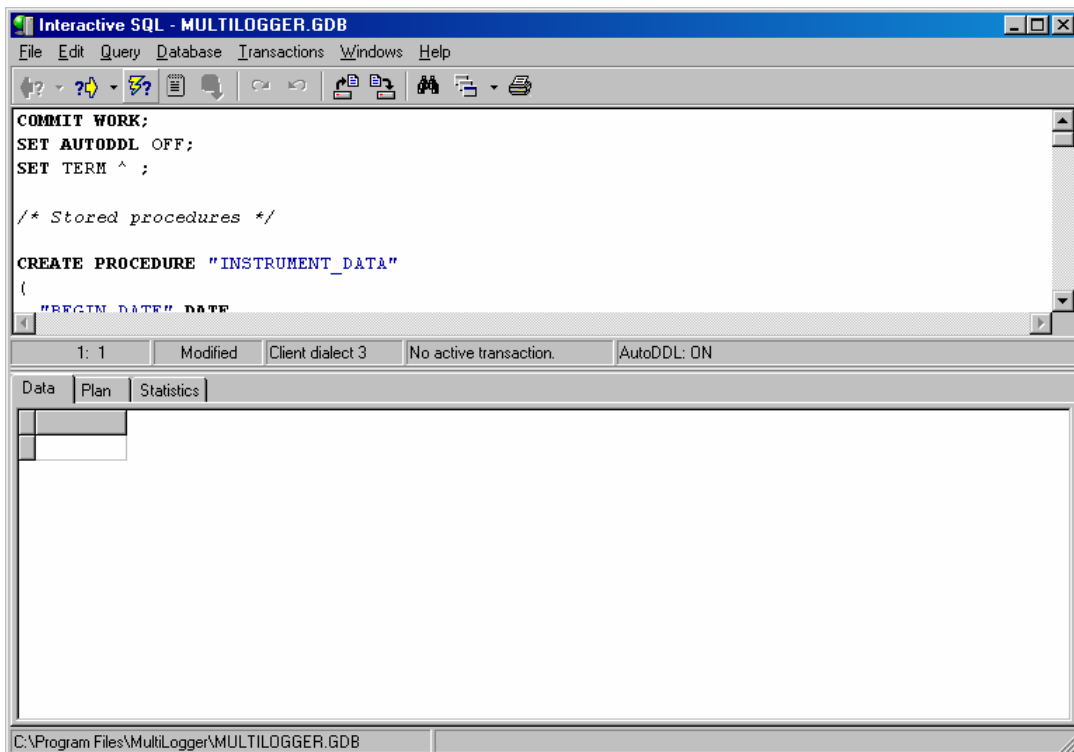 Interactive SQL - MULTILOGGER.GDB
File Edit Query Database Transactions Windows Help
COMMIT WORK;
SET AUTODDL OFF;
SET TERM ^ ;
/* Stored procedures */
CREATE PROCEDURE "INSTRUMENT_DATA"
(
"BEGIN_DATE" DATE
1: 1 Modified Client dialect 3 No active transaction. AutoDDL: ON
Data Plan Statistics
C:\Program Files\MultiLogger\MULTILOGGER.GDB